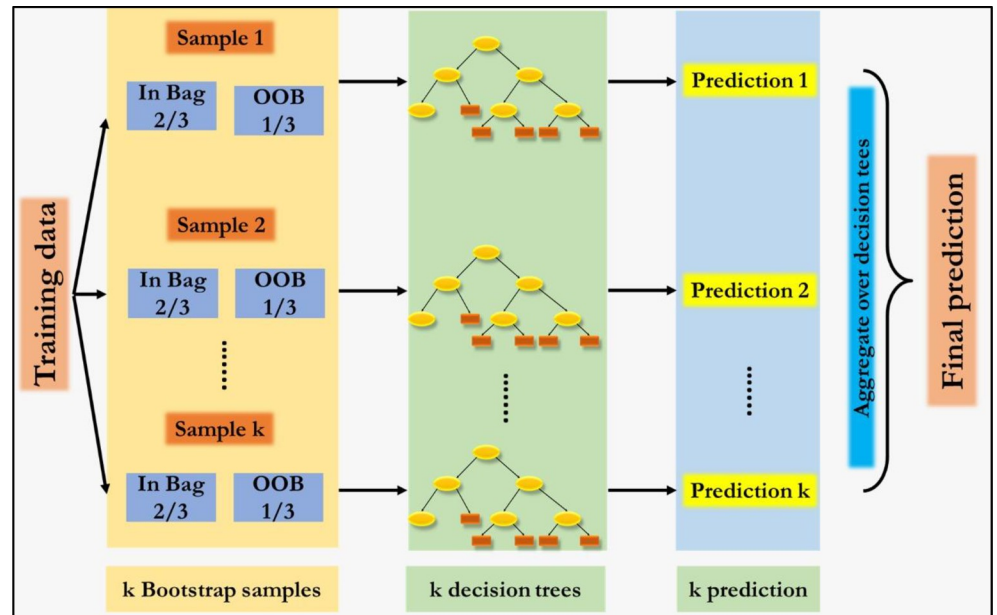 Training data
Sample 1
In Bag
2/3
OOB
1/3
Sample 2
In Bag
2/3
OOB
1/3
Sample k
In Bag
2/3
OOB
1/3
k Bootstrap samples
k decision trees
Prediction 1
Prediction 2
Prediction k
k prediction
Aggregate over decision tees
Final prediction